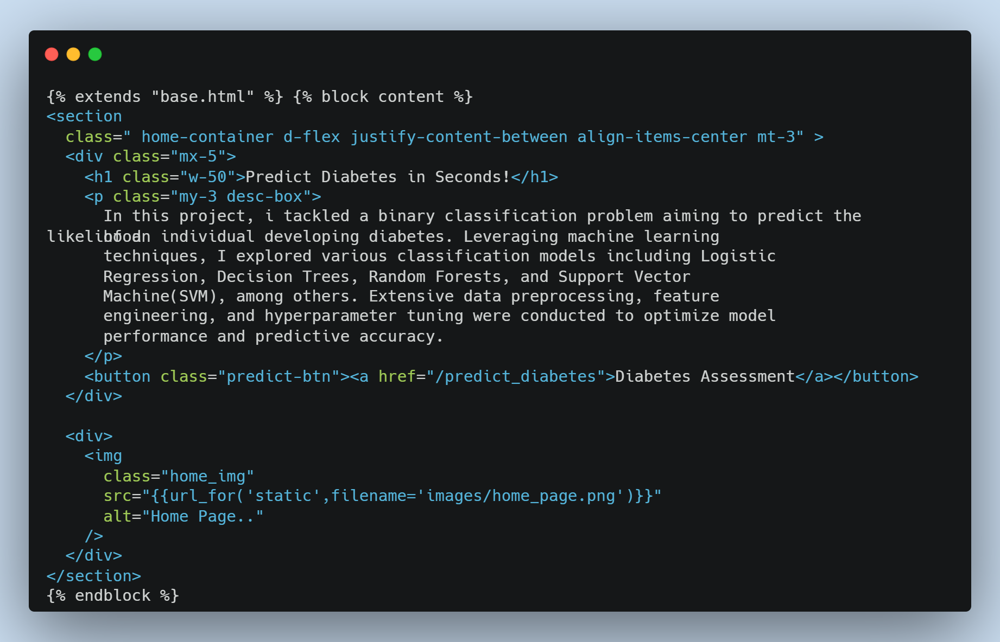 {% extends "base.html" %} {% block content %}
<section
  class=" home-container d-flex justify-content-between align-items-center mt-3" >
  <div class="mx-5">
    <h1 class="w-50">Predict Diabetes in Seconds!</h1>
    <p class="my-3 desc-box">
      In this project, i tackled a binary classification problem aiming to predict the
likelihood
      of an individual developing diabetes. Leveraging machine learning
      techniques, I explored various classification models including Logistic
      Regression, Decision Trees, Random Forests, and Support Vector
      Machine(SVM), among others. Extensive data preprocessing, feature
      engineering, and hyperparameter tuning were conducted to optimize model
      performance and predictive accuracy.
    </p>
    <button class="predict-btn"><a href="/predict_diabetes">Diabetes Assessment</a></button>
  </div>

  <div>
    <img
      class="home_img"
      src="{{url_for('static',filename='images/home_page.png')}}"
      alt="Home Page.."
    />
  </div>
</section>
{% endblock %}